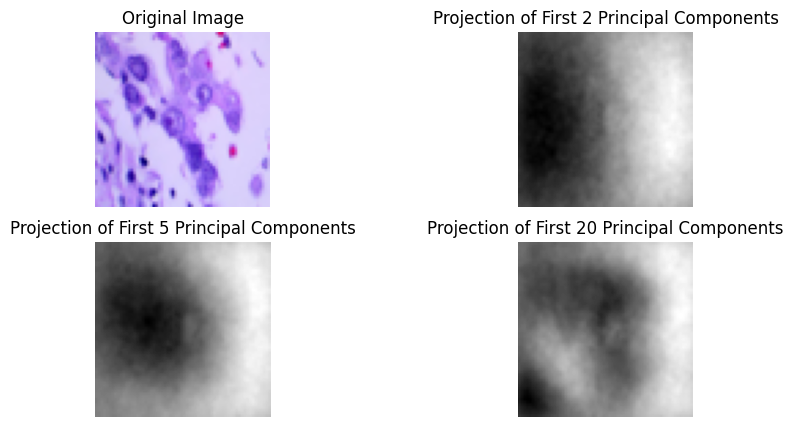 Original Image
Projection of First 2 Principal Components
Projection of First 5 Principal Components
Projection of First 20 Principal Components